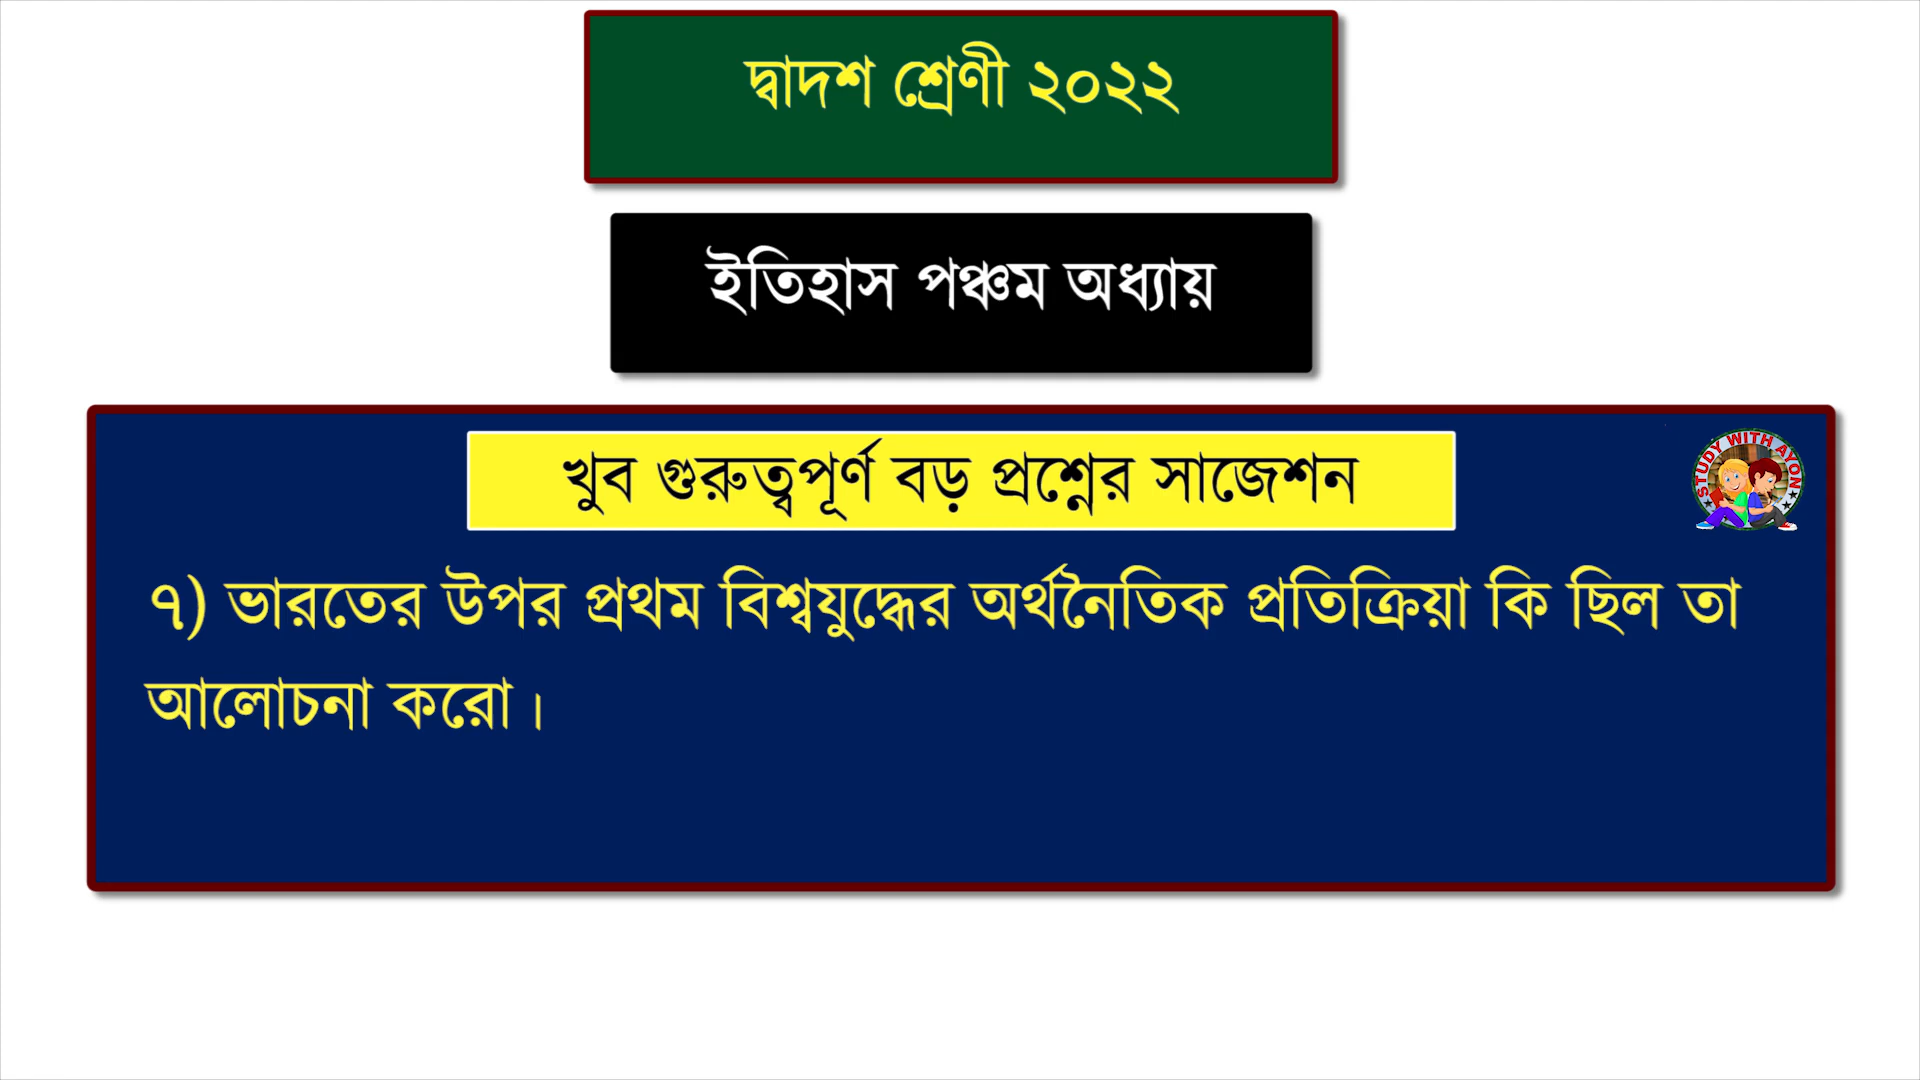 দ্বাদশ শ্রেণী ২০২২
ইতিহাস পঞ্চম অধ্যায়
খুব গুরুত্বপূর্ণ বড় প্রশ্নের সাজেশন
STUDY WITH AYON
৭) ভারতের উপর প্রথম বিশ্বযুদ্ধের অর্থনৈতিক প্রতিক্রিয়া কি ছিল তা
আলোচনা করো।